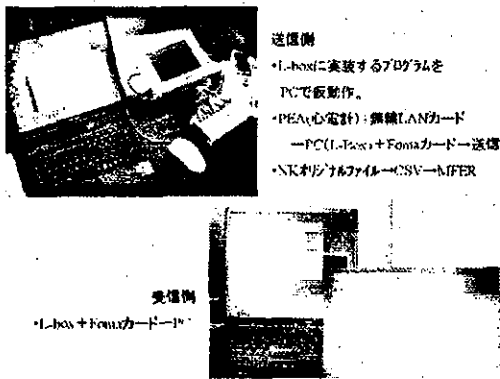 送信側
・L-boxに実装するプログラムを
PCで仮動作。
・PEA(心電計):無線LANカード
→PC(L-box+Fomaカード→送信
・NKオリジナルファイル→CSV→MFER
受信側
・L-box+Fomaカード→PC